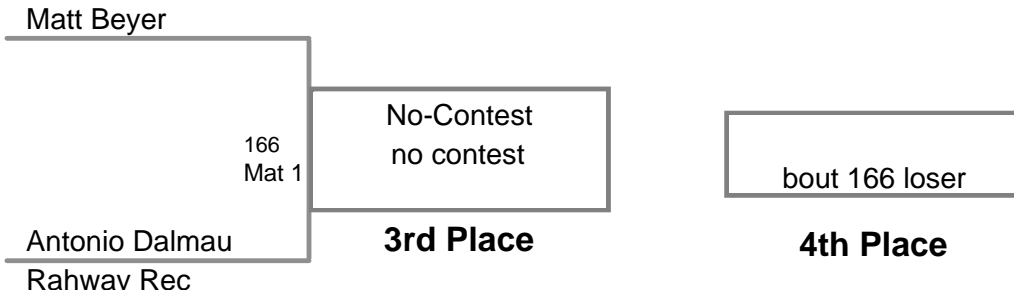 Matt Beyer
No-Contest
no contest
166
Mat 1
bout 166 loser
Antonio Dalmau
3rd Place
4th Place
Rahway Rec